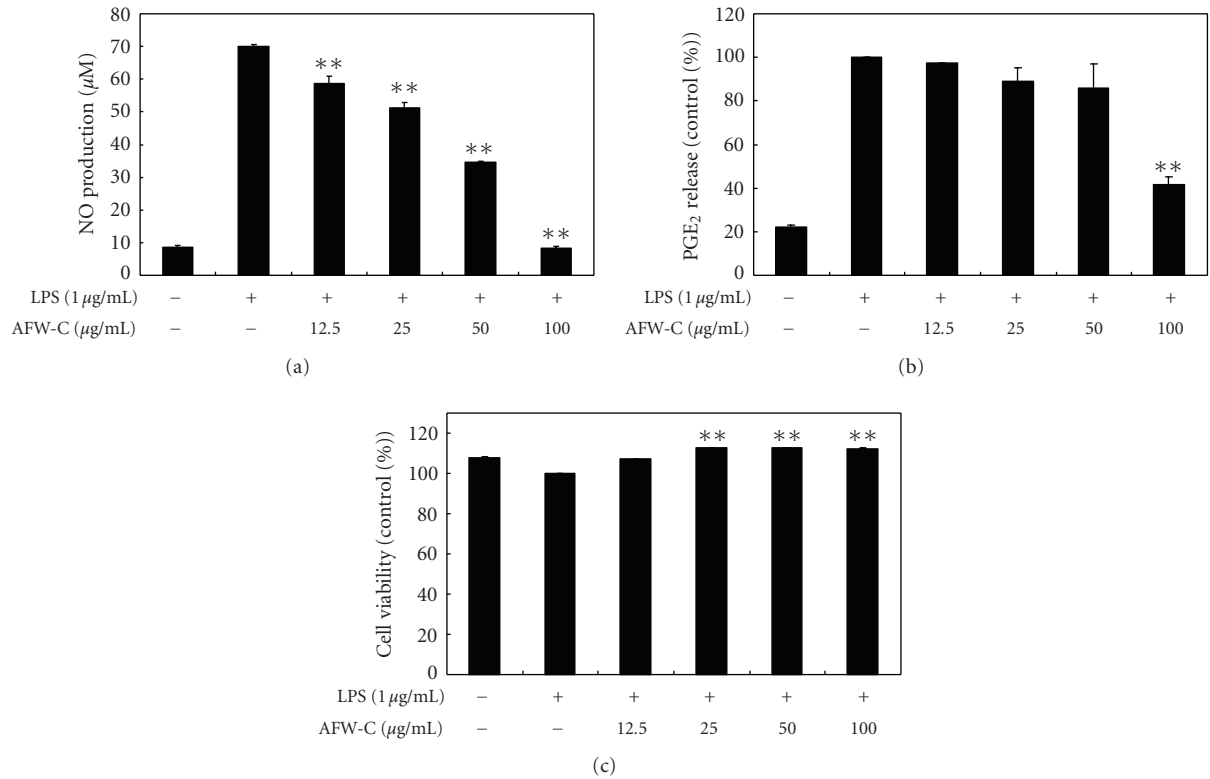 NO production (μM)
80
70
60
50
40
30
20
10
0
** ** ** **
LPS (1 μg/mL) − + + + + +
AFW-C (μg/mL) − − 12.5 25 50 100
(a)
PGE2 release (control (%))
120
100
80
60
40
20
0
**
LPS (1 μg/mL) − + + + + +
AFW-C (μg/mL) − − 12.5 25 50 100
(b)
Cell viability (control (%))
120
100
80
60
40
20
0
** ** **
LPS (1 μg/mL) − + + + + +
AFW-C (μg/mL) − − 12.5 25 50 100
(c)